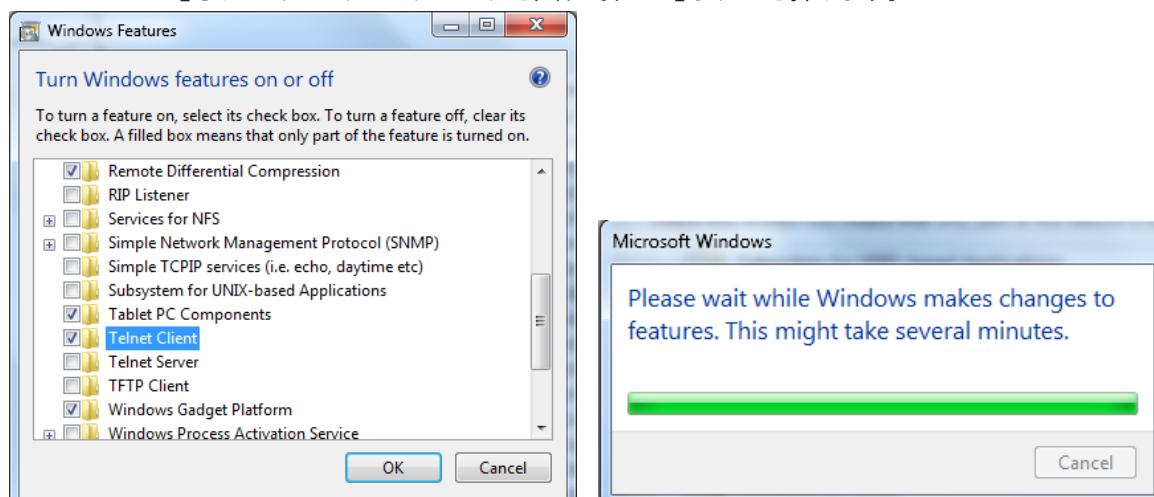 Windows Features
Turn Windows features on or off
To turn a feature on, select its check box. To turn a feature off, clear its
check box. A filled box means that only part of the feature is turned on.
Remote Differential Compression
RIP Listener
Services for NFS
Simple Network Management Protocol (SNMP)
Simple TCPIP services (i.e. echo, daytime etc)
Subsystem for UNIX-based Applications
Tablet PC Components
Telnet Client
Telnet Server
TFTP Client
Windows Gadget Platform
Windows Process Activation Service
OK
Cancel
Microsoft Windows
Please wait while Windows makes changes to
features. This might take several minutes.
Cancel